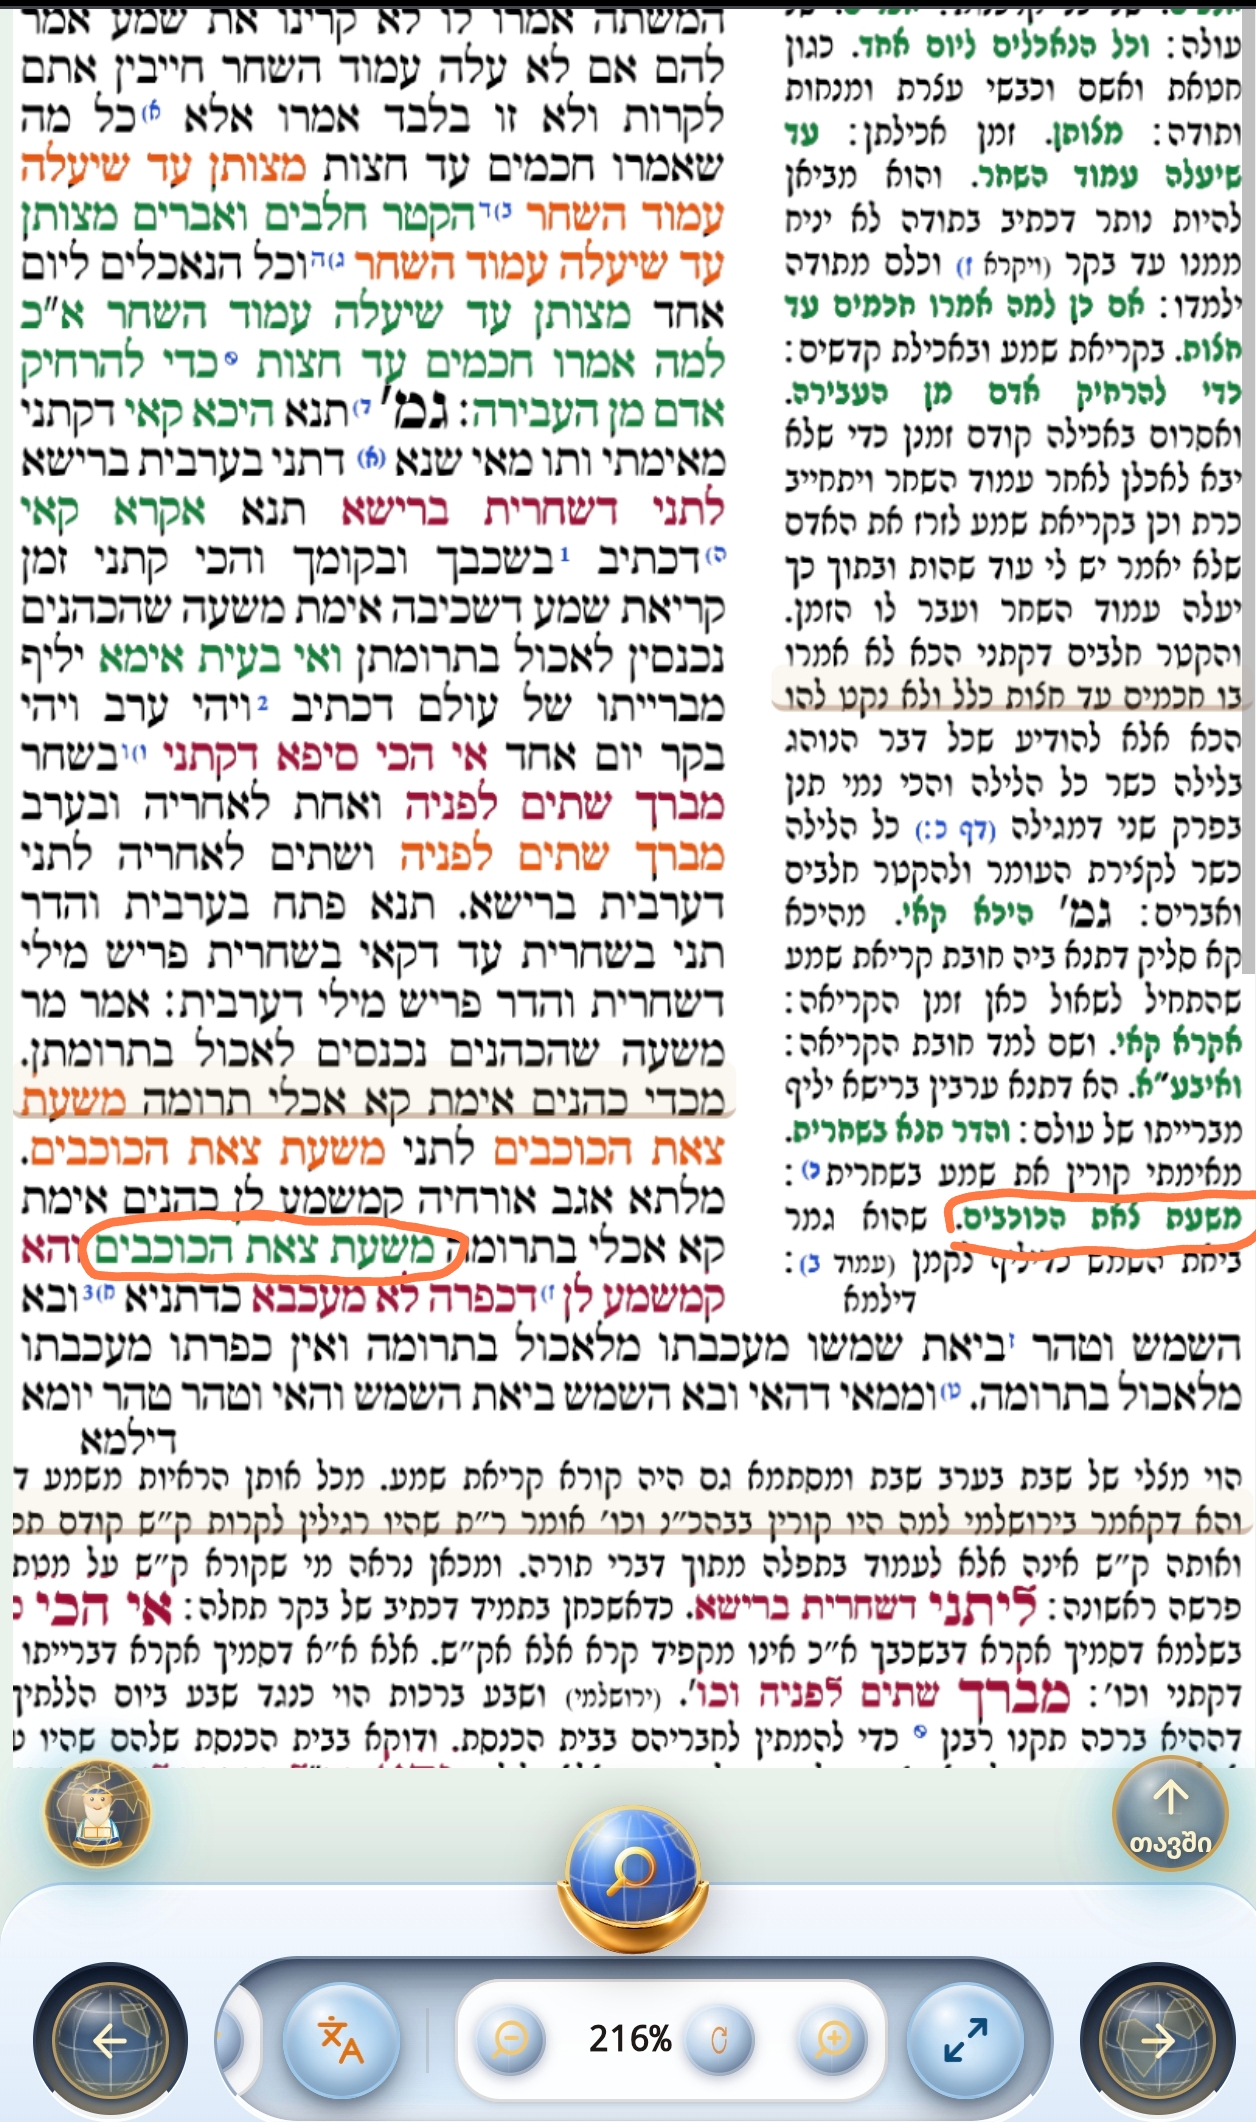 המשתה אמרו לו לא קרינו את שמע אמר
להם אם לא עלה עמוד השחר חייבין אתם
לקרות ולא זו בלבד אמרו אלא א) כל מה
שאמרו חכמים עד חצות מצותן עד שיעלה
עמוד השחר ב)ד הקטר חלבים ואברים מצותן
עד שיעלה עמוד השחר ג)ה וכל הנאכלים ליום
אחד מצותן עד שיעלה עמוד השחר א"כ
למה אמרו חכמים עד חצות כדי להרחיק
אדם מן העבירה: גמ' ד) תנא היכא קאי דקתני
מאימתי ותו מאי שנא (א) דתני בערבית ברישא
לתני דשחרית ברישא תנא אקרא קאי
ה) דכתיב 1 בשכבך ובקומך והכי קתני זמן
קריאת שמע דשכיבה אימת משעה שהכהנים
נכנסין לאכול בתרומתן ואי בעית אימא יליף
מברייתו של עולם דכתיב 2 ויהי ערב ויהי
בקר יום אחד אי הכי סיפא דקתני ו)ו בשחר
מברך שתים לפניה ואחת לאחריה ובערב
מברך שתים לפניה ושתים לאחריה לתני
דערבית ברישא. תנא פתח בערבית והדר
תני בשחרית עד דקאי בשחרית פריש מילי
דשחרית והדר פריש מילי דערבית: אמר מר
משעה שהכהנים נכנסים לאכול בתרומתן.
מכדי כהנים אימת קא אכלי תרומה משעת
צאת הכוכבים לתני משעת צאת הכוכבים.
מלתא אגב אורחיה קמשמע לן כהנים אימת
קא אכלי בתרומה משעת צאת הכוכבים והא
קמשמע לן ז) דכפרה לא מעכבא כדתניא ח)3 ובא
עולה: וכל הנאכלים ליום אחד. כגון
חטאת ואשם וכבשי עצרת ומנחות
ותודה: מצותן. זמן אכילתן: עד
שיעלה עמוד השחר. והוא מביאן
להיות נותר דכתיב בתודה לא יניח
ממנו עד בקר (ויקרא ז) וכלם מתודה
ילמדו: אם כן למה אמרו חכמים עד
חצות. בקריאת שמע ובאכילת קדשים:
כדי להרחיק אדם מן העבירה.
ואסרום באכילה קודם זמנן כדי שלא
יבא לאכלן לאחר עמוד השחר ויתחייב
כרת וכן בקריאת שמע לזרז את האדם
שלא יאמר יש לי עוד שהות ובתוך כך
יעלה עמוד השחר ועבר לו הזמן.
והקטר חלבים דקתני הכא לא אמרו
בו חכמים עד חצות כלל ולא נקט להו
הכא אלא להודיע שכל דבר הנוהג
בלילה כשר כל הלילה והכי נמי תנן
בפרק שני דמגילה (דף כ:) כל הלילה
כשר לקצירת העומר ולהקטר חלבים
ואברים: גמ' היכא קאי. מהיכא
קא סליק דתנא ביה חובת קריאת שמע
שהתחיל לשאול כאן זמן הקריאה:
אקרא קאי. ושם למד חובת הקריאה:
ואיבע"א. הא דתנא ערבין ברישא יליף
מברייתו של עולם: והדר תנא בשחרית.
מאימתי קורין את שמע בשחרית כ):
משעת צאת הכוכבים. שהוא גמר
ביאת השמש כדיליף לקמן (עמוד ב):
דילמא
השמש וטהר ז ביאת שמשו מעכבתו מלאכול בתרומה ואין כפרתו מעכבתו
מלאכול בתרומה. ט) וממאי דהאי ובא השמש ביאת השמש והאי וטהר טהר יומא
דילמא
הוי מצלי של שבת בערב שבת ומסתמא גם היה קורא קריאת שמע. מכל אותן הראיות משמע ד
והא דקאמר בירושלמי למה היו קורין בבהכ"נ וכו' אומר ר"ת שהיו רגילין לקרות ק"ש קודם תפ
ואותה ק"ש אינה אלא לעמוד בתפלה מתוך דברי תורה. ומכאן נראה מי שקורא ק"ש על מטת
פרשה ראשונה: ליתני דשחרית ברישא. כדאשכחן בתמיד דכתיב של בקר תחלה: אי הכי
בשלמא דסמיך אקרא דבשכבך א"כ אינו מקפיד קרא אלא אק"ש. אלא א"א דסמיך אקרא דברייתו
דקתני וכו': מברך שתים לפניה וכו'. (ירושלמי) ושבע ברכות הוי כנגד שבע ביום הללתיך
דההיא ברכה תקנו רבנן כדי להמתין לחבריהם בבית הכנסת. ודוקא בבית הכנסת שלהם שהיו
თავში
216%